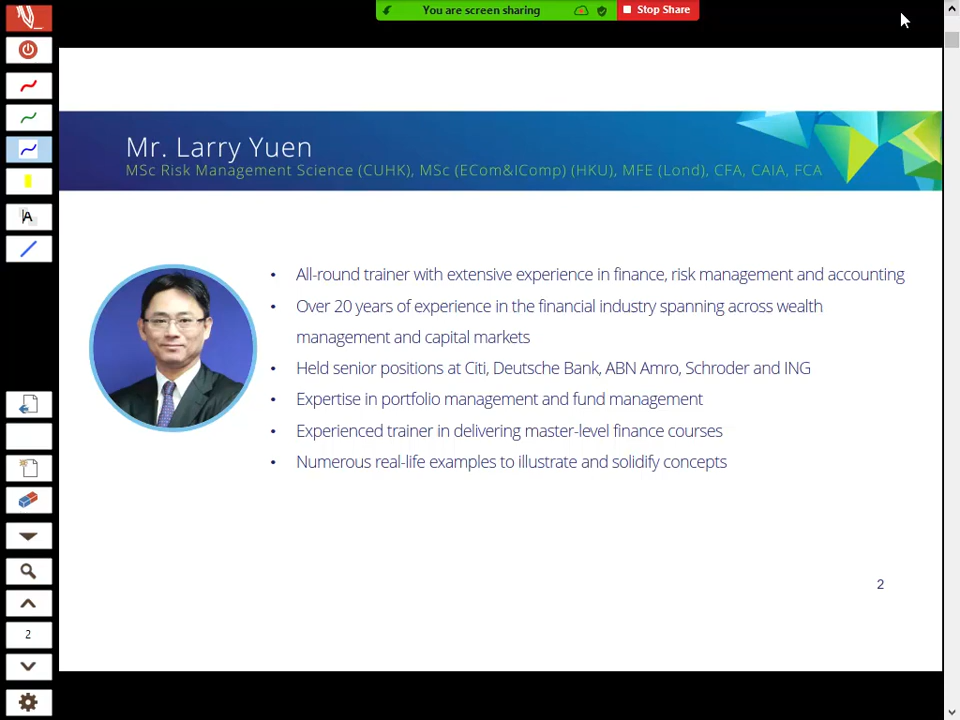 You are screen sharing
Stop Share
Mr. Larry Yuen
MSc Risk Management Science (CUHK), MSc (ECom&IComp) (HKU), MFE (Lond), CFA, CAIA, FCA
• All-round trainer with extensive experience in finance, risk management and accounting
• Over 20 years of experience in the financial industry spanning across wealth
management and capital markets
• Held senior positions at Citi, Deutsche Bank, ABN Amro, Schroder and ING
• Expertise in portfolio management and fund management
• Experienced trainer in delivering master-level finance courses
• Numerous real-life examples to illustrate and solidify concepts
2
A
2